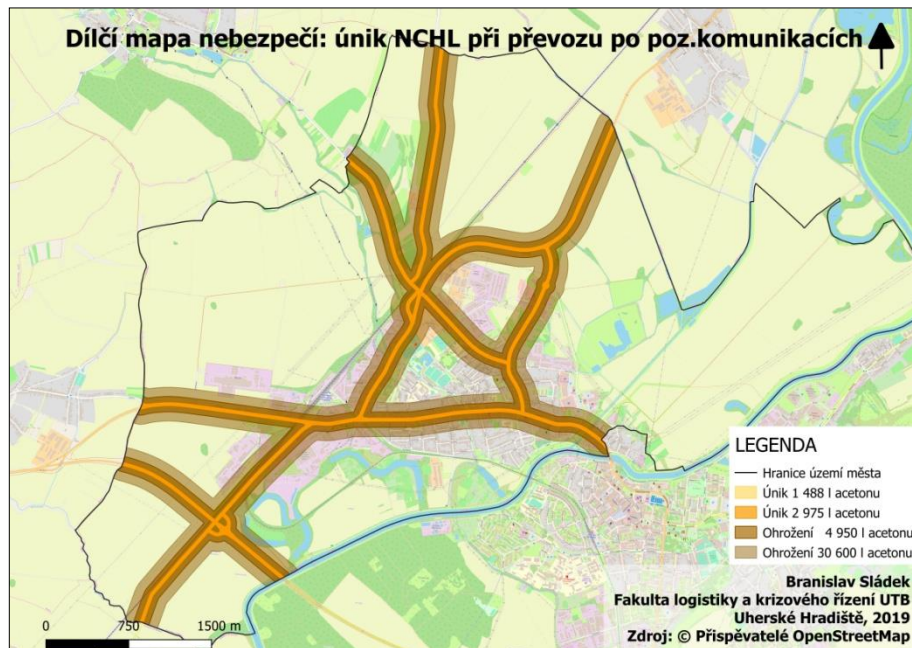 Dílčí mapa nebezpečí: únik NCHL při převozu po poz.komunikacích
LEGENDA
Hranice území města
Únik 1 488 l acetonu
Únik 2 975 l acetonu
Ohrožení 4 950 l acetonu
Ohrožení 30 600 l acetonu
Branislav Sládek
Fakulta logistiky a krizového řízení UTB
Uherské Hradiště, 2019
Zdroj: © Přispěvatelé OpenStreetMap
0 750 1500 m